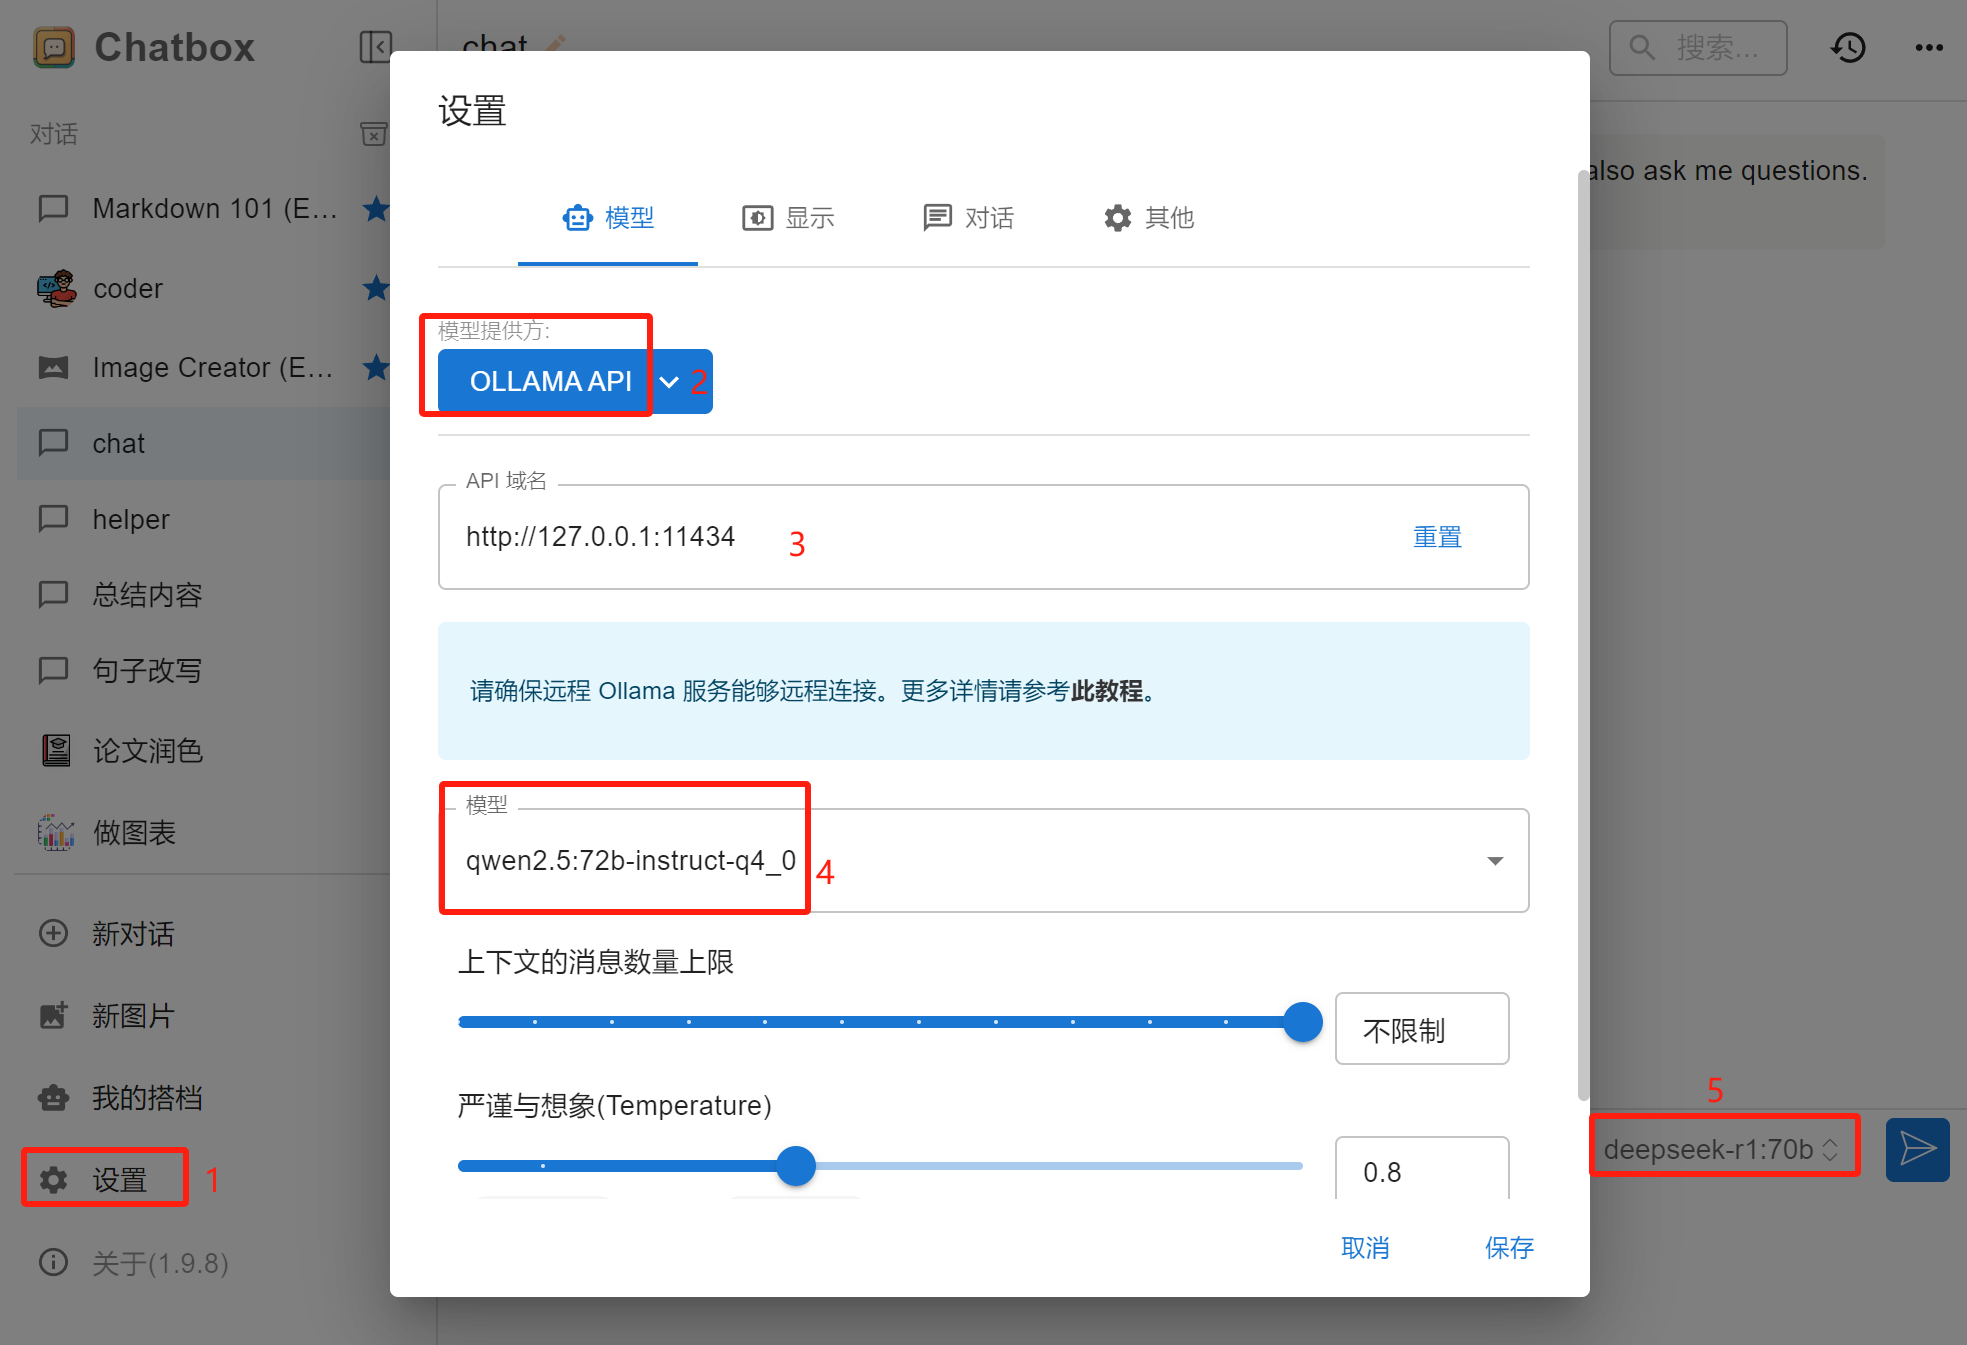 Chatbox
chat
搜索...
对话
Markdown 101 (E...
coder
Image Creator (E...
chat
helper
总结内容
句子改写
论文润色
做图表
新对话
新图片
我的搭档
设置
1
关于(1.9.8)
also ask me questions.
设置
模型
显示
对话
其他
模型提供方:
OLLAMA API
2
API 域名
http://127.0.0.1:11434
3
重置
请确保远程 Ollama 服务能够远程连接。更多详情请参考此教程。
模型
qwen2.5:72b-instruct-q4_0
4
上下文的消息数量上限
不限制
严谨与想象(Temperature)
0.8
取消
保存
5
deepseek-r1:70b